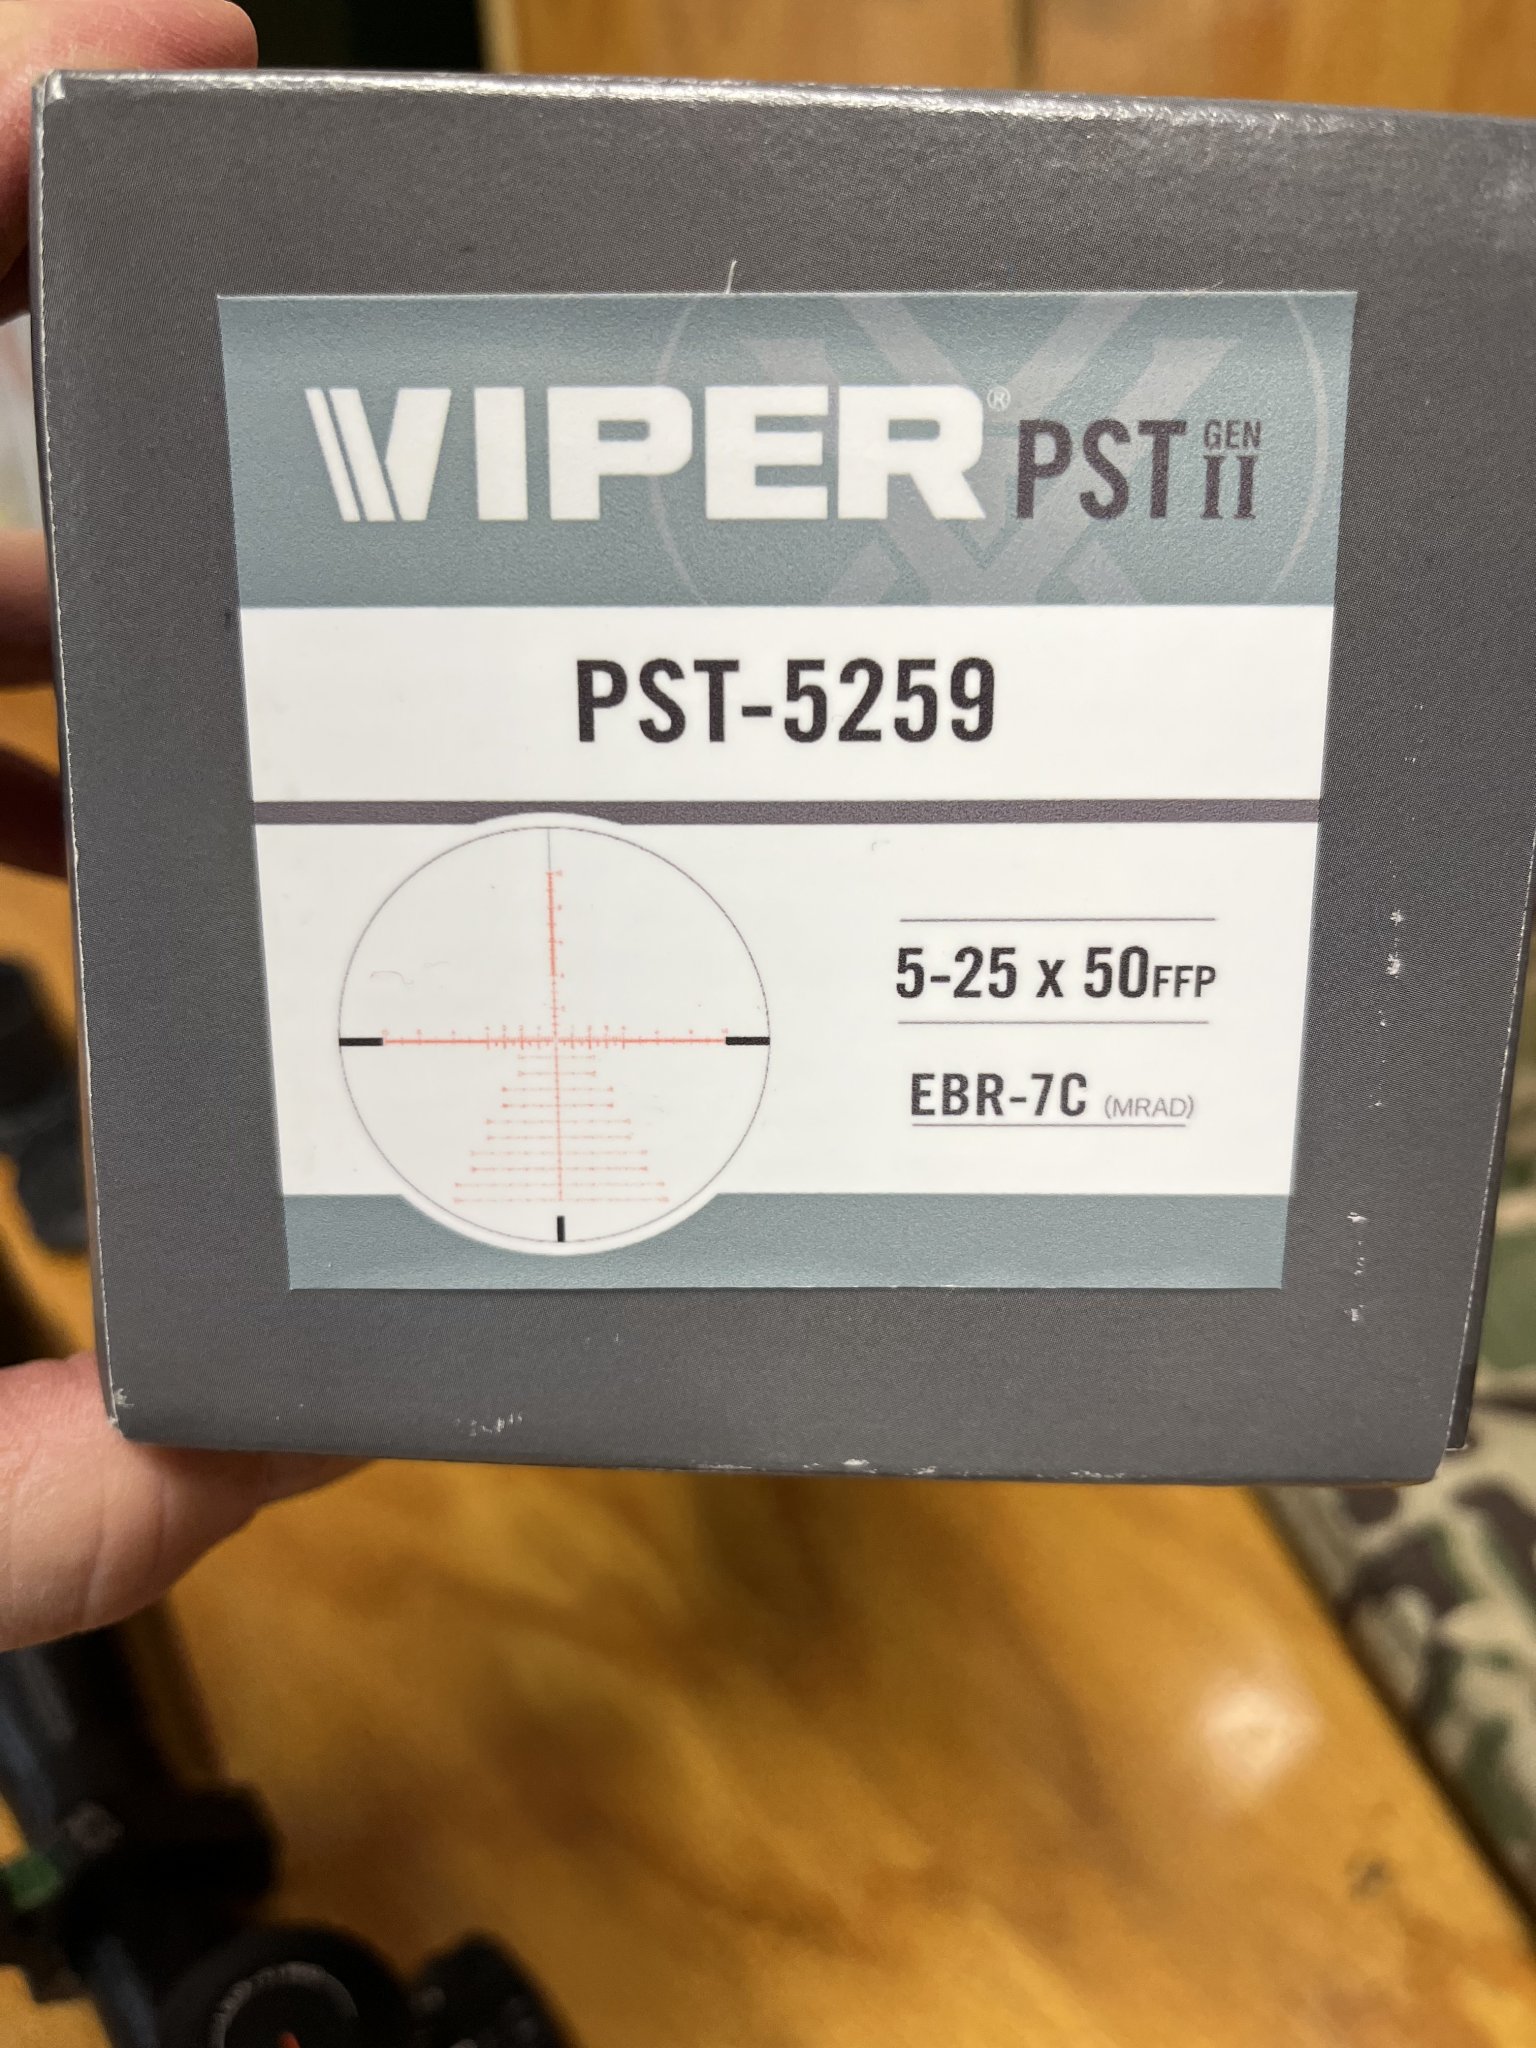 VIPER® PST GEN II
PST-5259
5-25 x 50FFP
EBR-7C (MRAD)